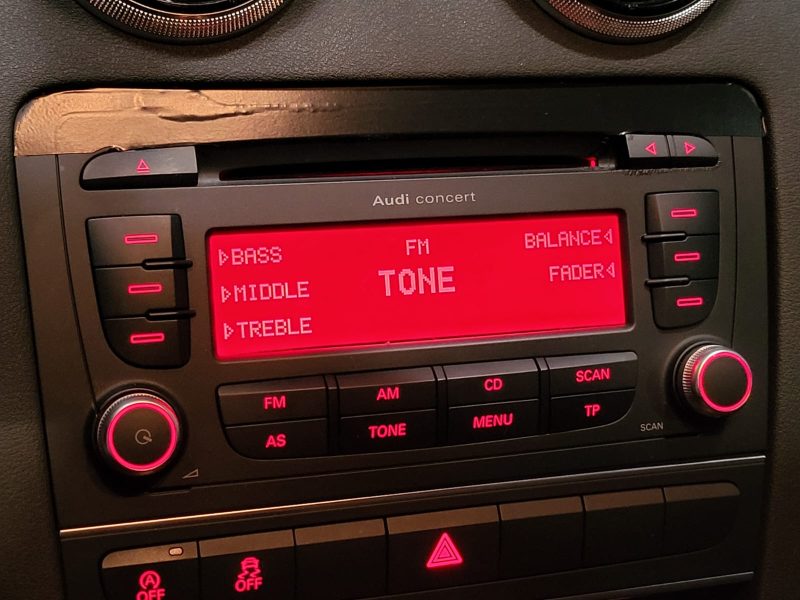 Audi concert
FM
BASS
BALANCE
TONE
MIDDLE
FADER
TREBLE
FM
AM
CD
SCAN
AS
TONE
MENU
TP
SCAN
A
OFF
OFF